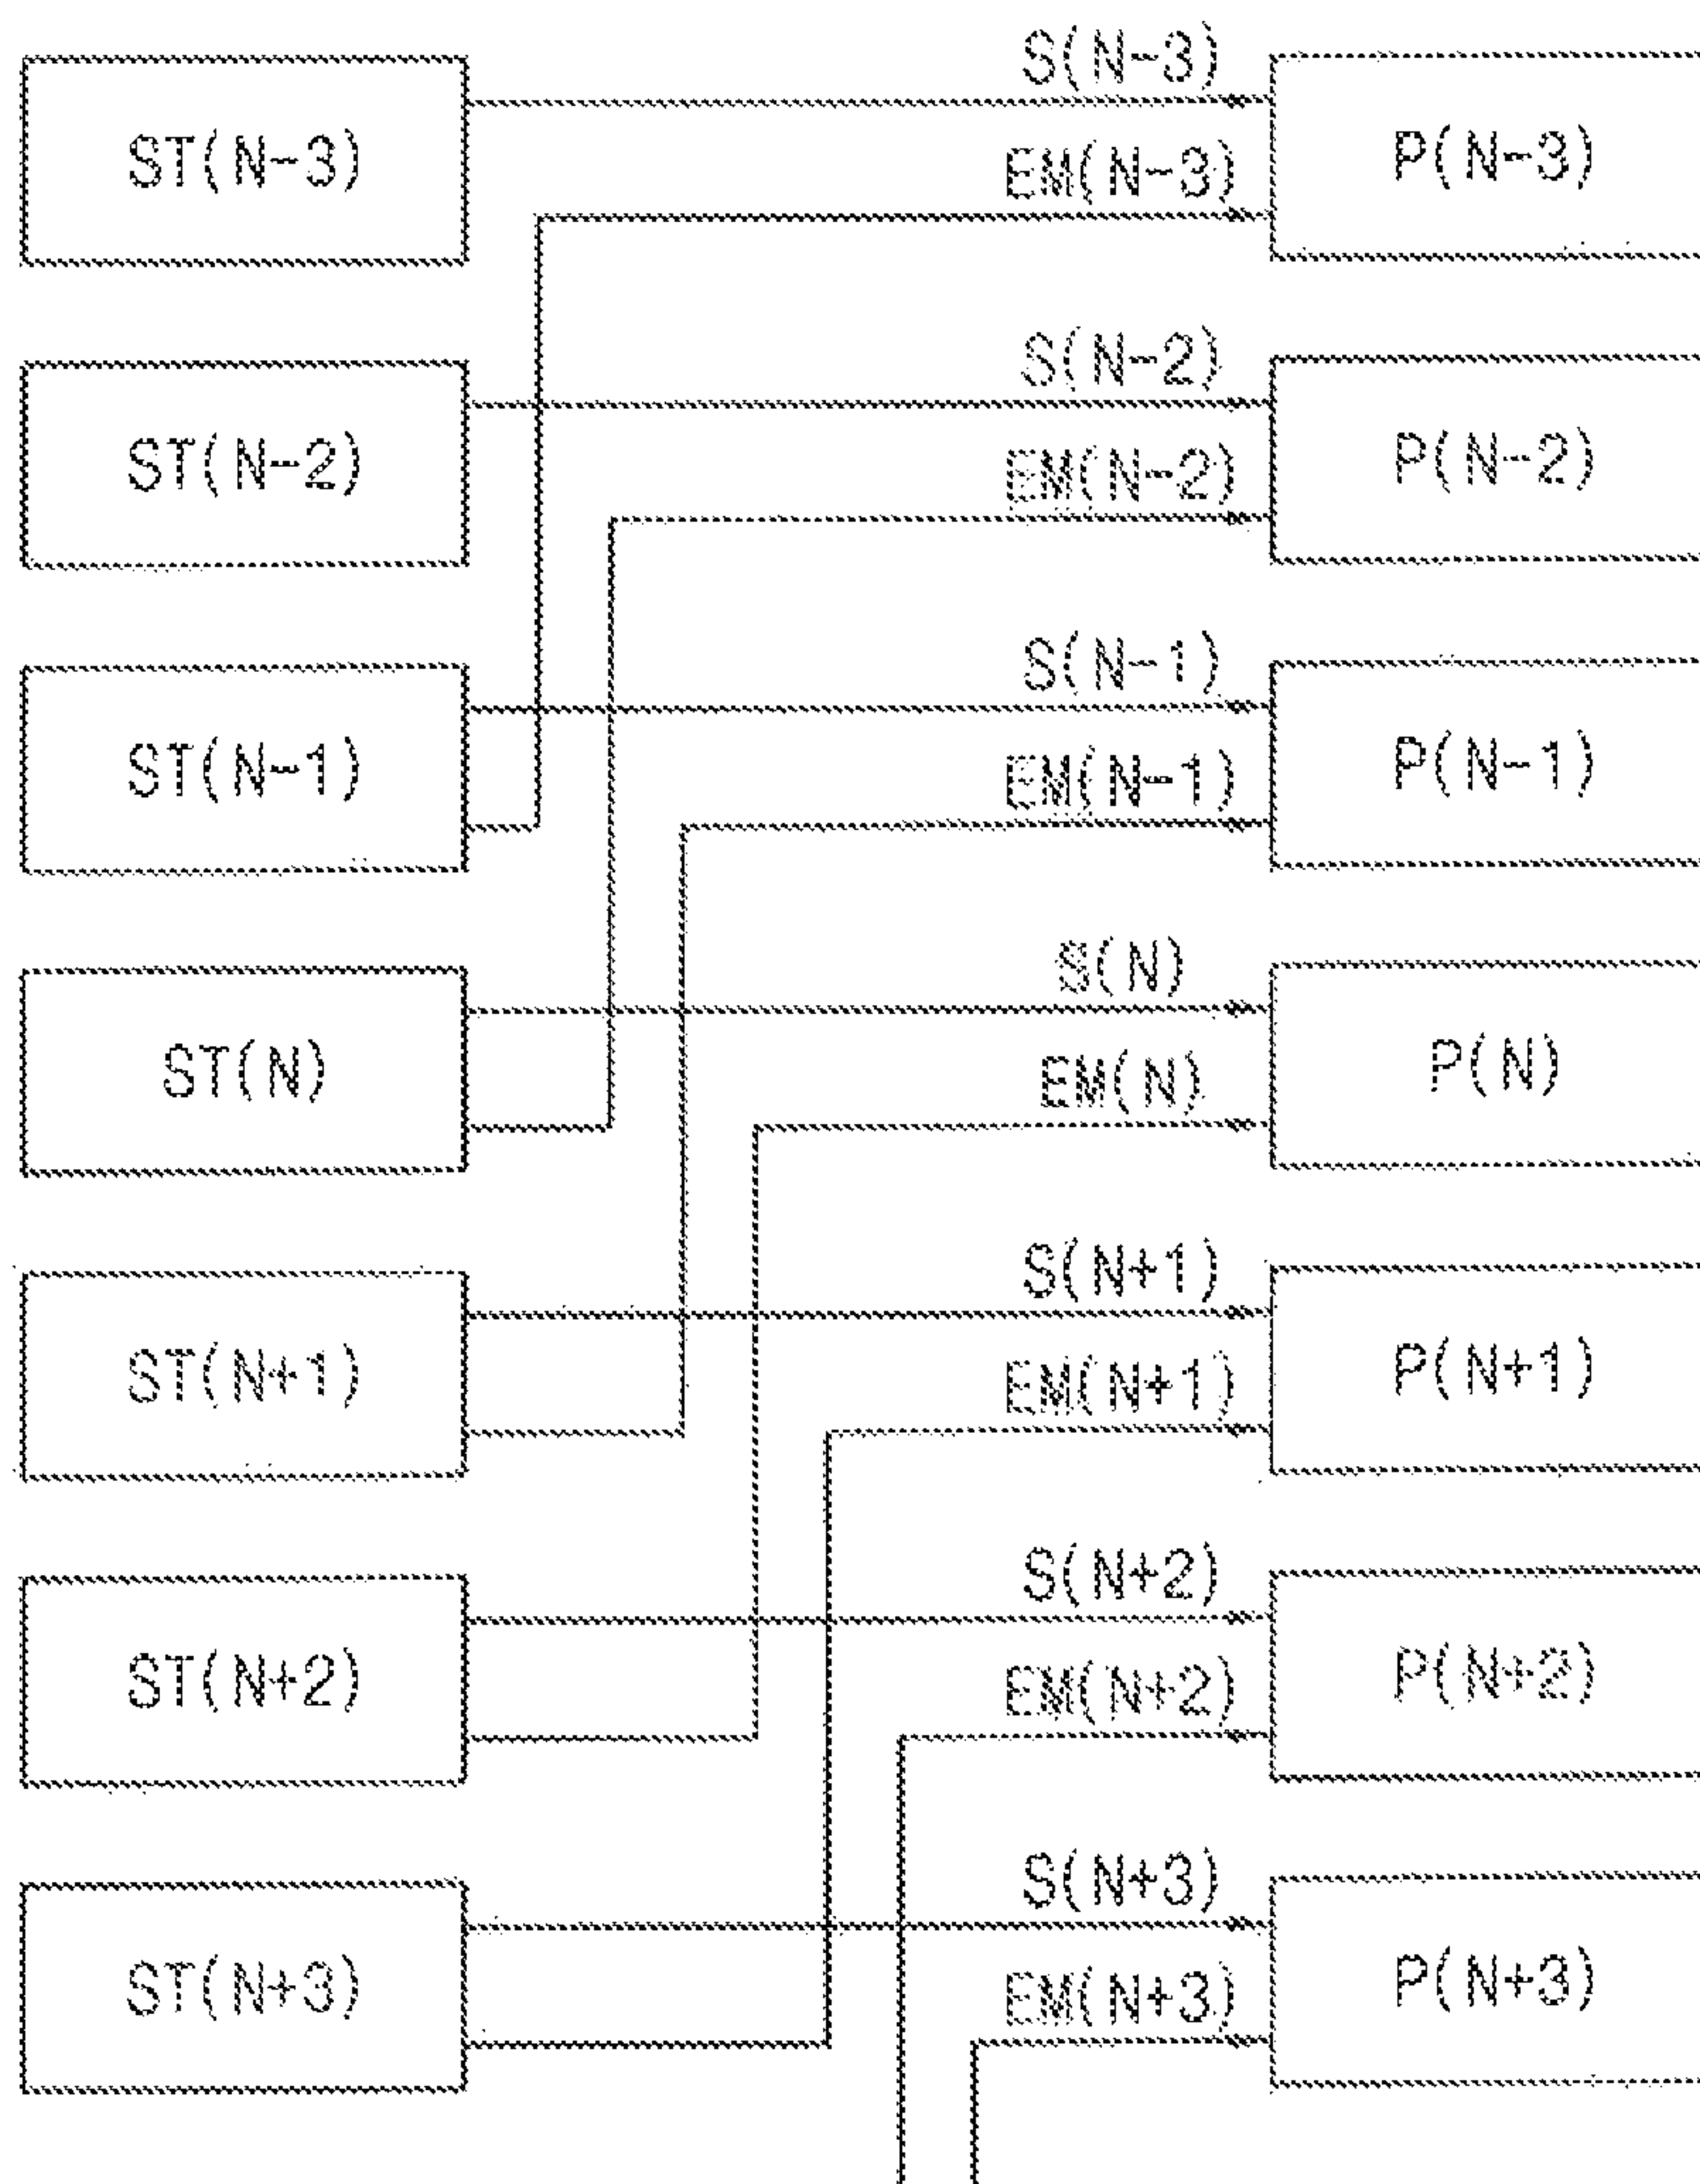 S(N-3)
ST(N-3)
EM(N-3)
P(N-3)
S(N-2)
ST(N-2)
EM(N-2)
P(N-2)
S(N-1)
ST(N-1)
EM(N-1)
P(N-1)
S(N)
ST(N)
EM(N)
P(N)
S(N+1)
ST(N+1)
EM(N+1)
P(N+1)
S(N+2)
ST(N+2)
EM(N+2)
P(N+2)
S(N+3)
ST(N+3)
EM(N+3)
P(N+3)